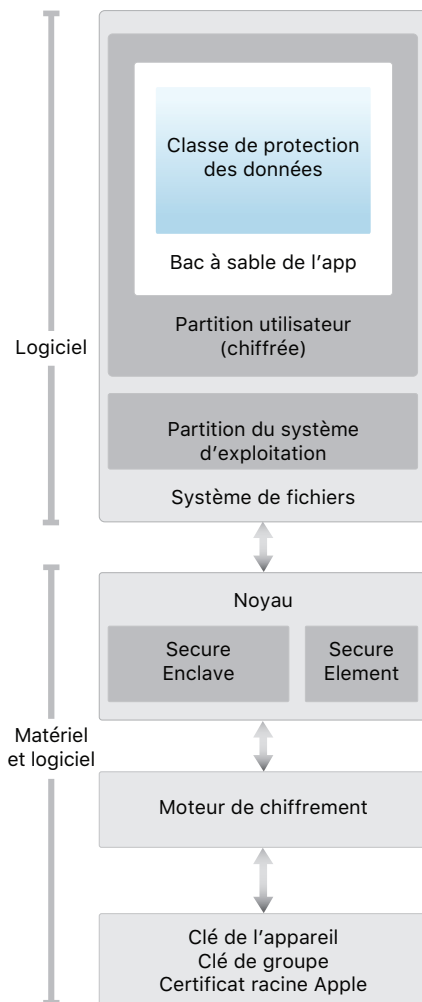 Classe de protection
des données
Bac à sable de l’app
Partition utilisateur
(chiffrée)
Logiciel
Partition du système
d’exploitation
Système de fichiers
Noyau
Secure
Enclave
Secure
Element
Matériel
et logiciel
Moteur de chiffrement
Clé de l’appareil
Clé de groupe
Certificat racine Apple